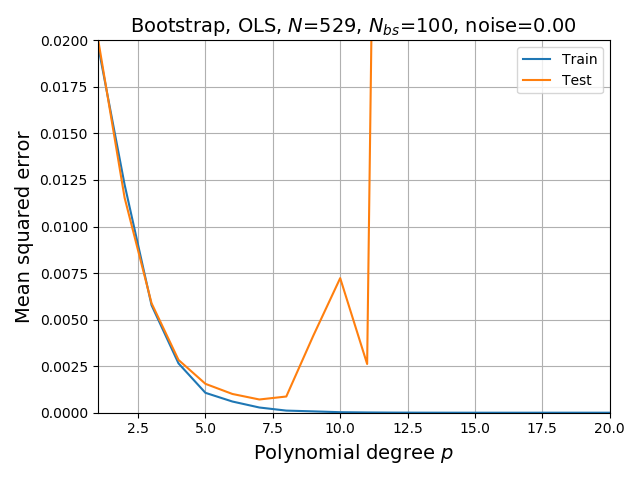 Bootstrap, OLS, N=529, N_bs=100, noise=0.00
0.0200
0.0175
0.0150
0.0125
0.0100
0.0075
0.0050
0.0025
0.0000
Mean squared error
Train
Test
2.5 5.0 7.5 10.0 12.5 15.0 17.5 20.0
Polynomial degree p